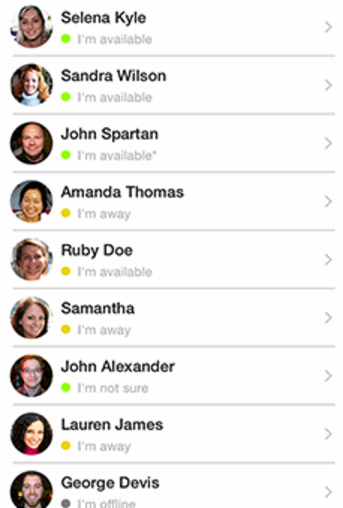 Selena Kyle
I'm available
Sandra Wilson
I'm available
John Spartan
I'm available*
Amanda Thomas
I'm away
Ruby Doe
I'm available
Samantha
I'm away
John Alexander
I'm not sure
Lauren James
I'm away
George Devis
I'm offline